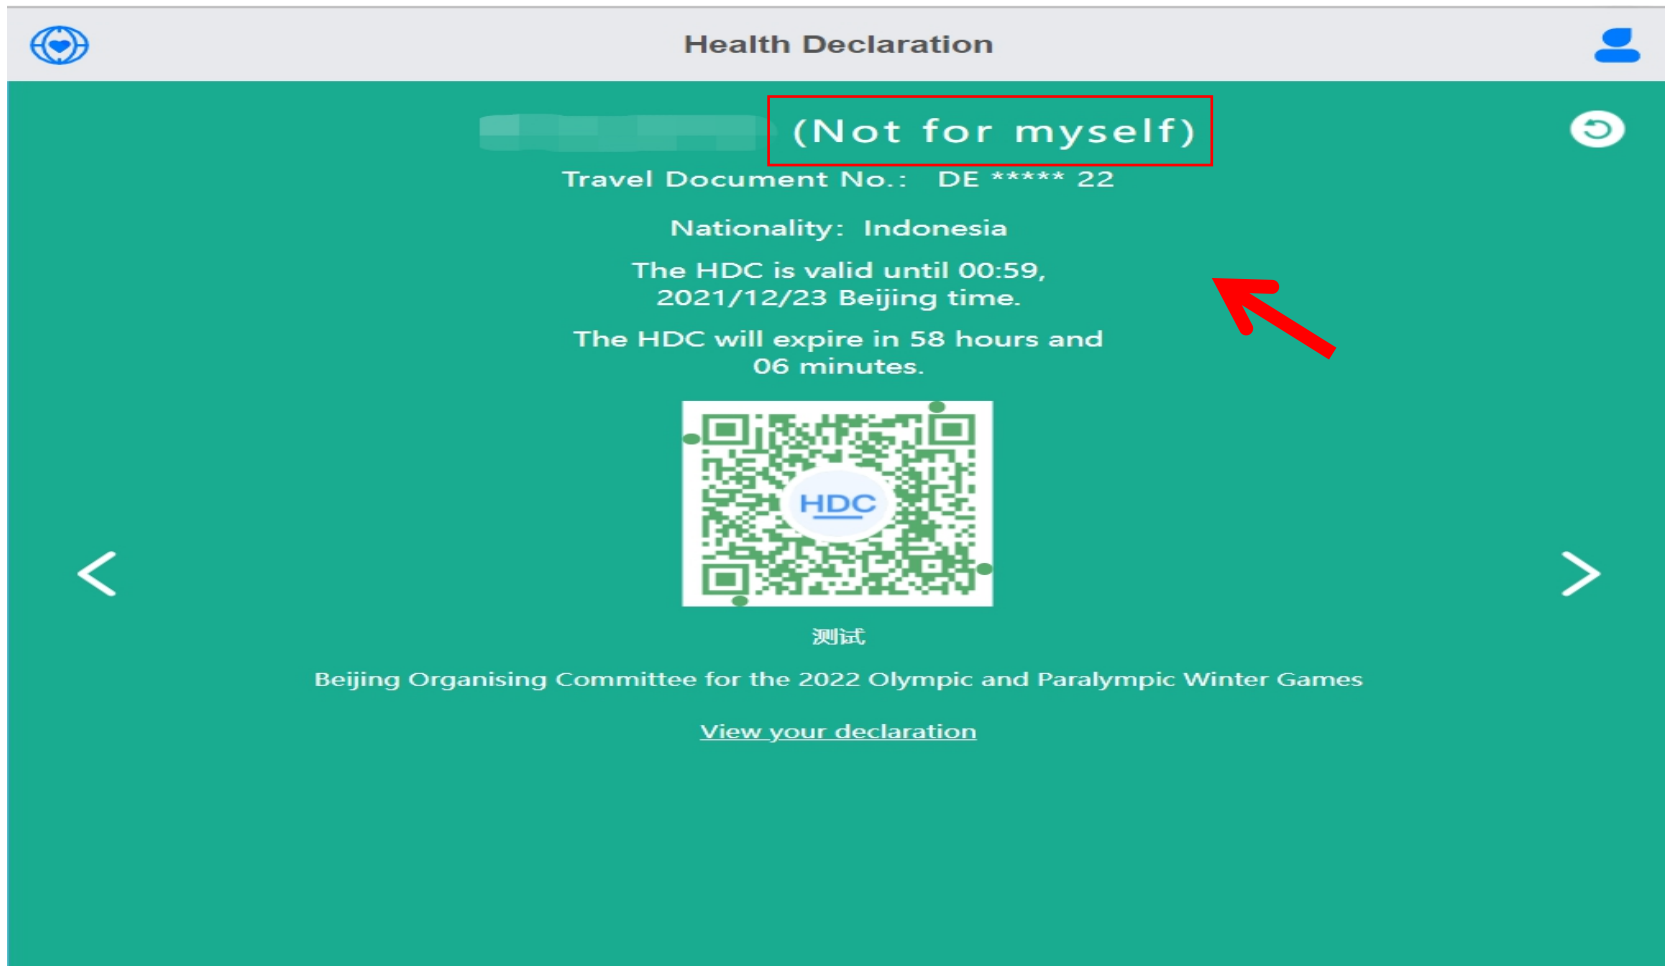 Health Declaration
(Not for myself)
Travel Document No.: DE ***** 22
Nationality: Indonesia
The HDC is valid until 00:59,
2021/12/23 Beijing time.
The HDC will expire in 58 hours and
06 minutes.
HDC
测试
Beijing Organising Committee for the 2022 Olympic and Paralympic Winter Games
View your declaration